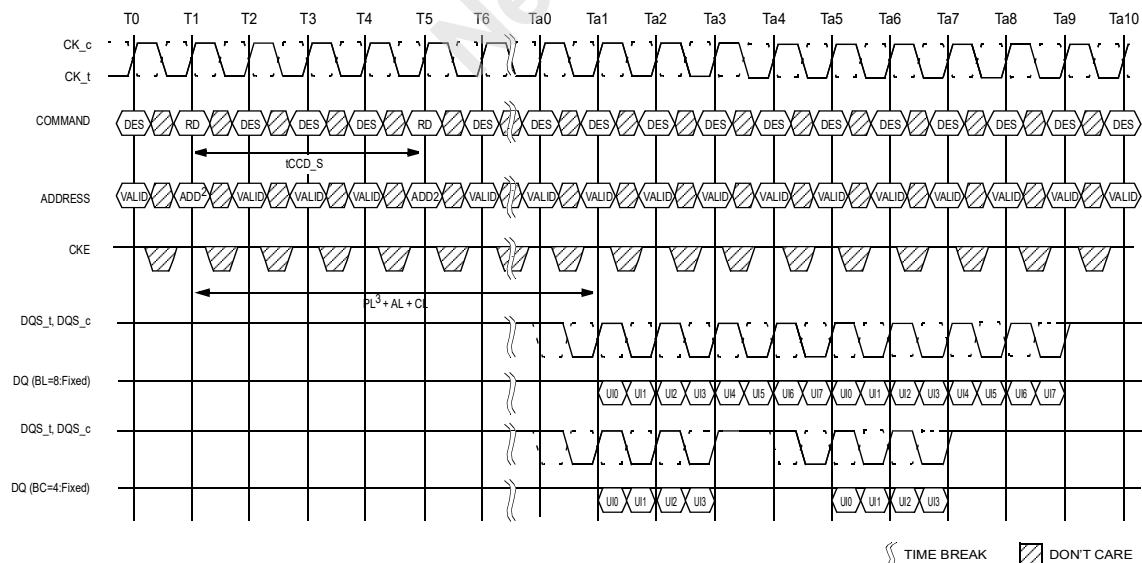 T0 T1 T2 T3 T4 T5 T6 Ta0 Ta1 Ta2 Ta3 Ta4 Ta5 Ta6 Ta7 Ta8 Ta9 Ta10
CK_c
CK_t
COMMAND DES RD DES DES DES RD DES DES DES DES DES DES DES DES DES DES DES DES
tCCD_S
ADDRESS VALID ADD² VALID VALID VALID ADD2 VALID VALID VALID VALID VALID VALID VALID VALID VALID VALID VALID VALID
CKE
PL³ + AL + CL
DQS_t, DQS_c
DQ (BL=8:Fixed) UI0 UI1 UI2 UI3 UI4 UI5 UI6 UI7 UI0 UI1 UI2 UI3 UI4 UI5 UI6 UI7
DQS_t, DQS_c
DQ (BC=4:Fixed) UI0 UI1 UI2 UI3 UI0 UI1 UI2 UI3
TIME BREAK DON'T CARE